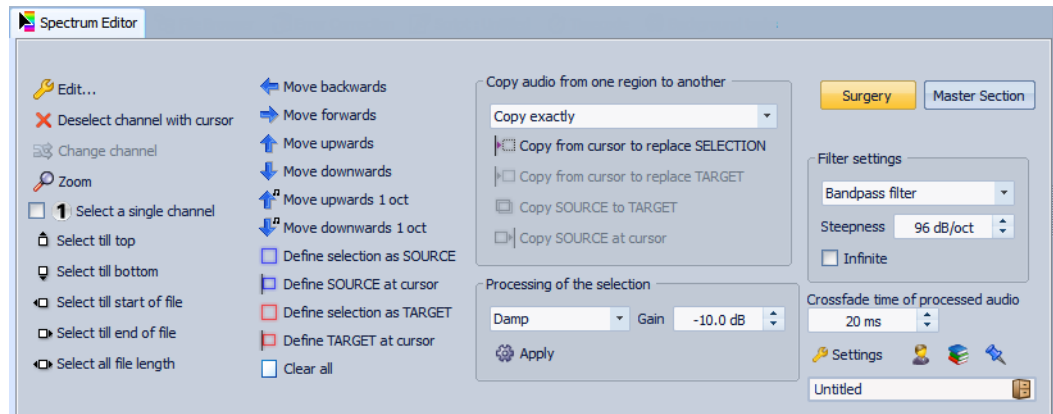 Spectrum Editor
Edit...
Deselect channel with cursor
Change channel
Zoom
1 Select a single channel
Select till top
Select till bottom
Select till start of file
Select till end of file
Select all file length
Move backwards
Move forwards
Move upwards
Move downwards
Move upwards 1 oct
Move downwards 1 oct
Define selection as SOURCE
Define SOURCE at cursor
Define selection as TARGET
Define TARGET at cursor
Clear all
Copy audio from one region to another
Copy exactly
Copy from cursor to replace SELECTION
Copy from cursor to replace TARGET
Copy SOURCE to TARGET
Copy SOURCE at cursor
Processing of the selection
Damp Gain -10.0 dB
Apply
Surgery Master Section
Filter settings
Bandpass filter
Steepness 96 dB/oct
Infinite
Crossfade time of processed audio
20 ms
Settings
Untitled